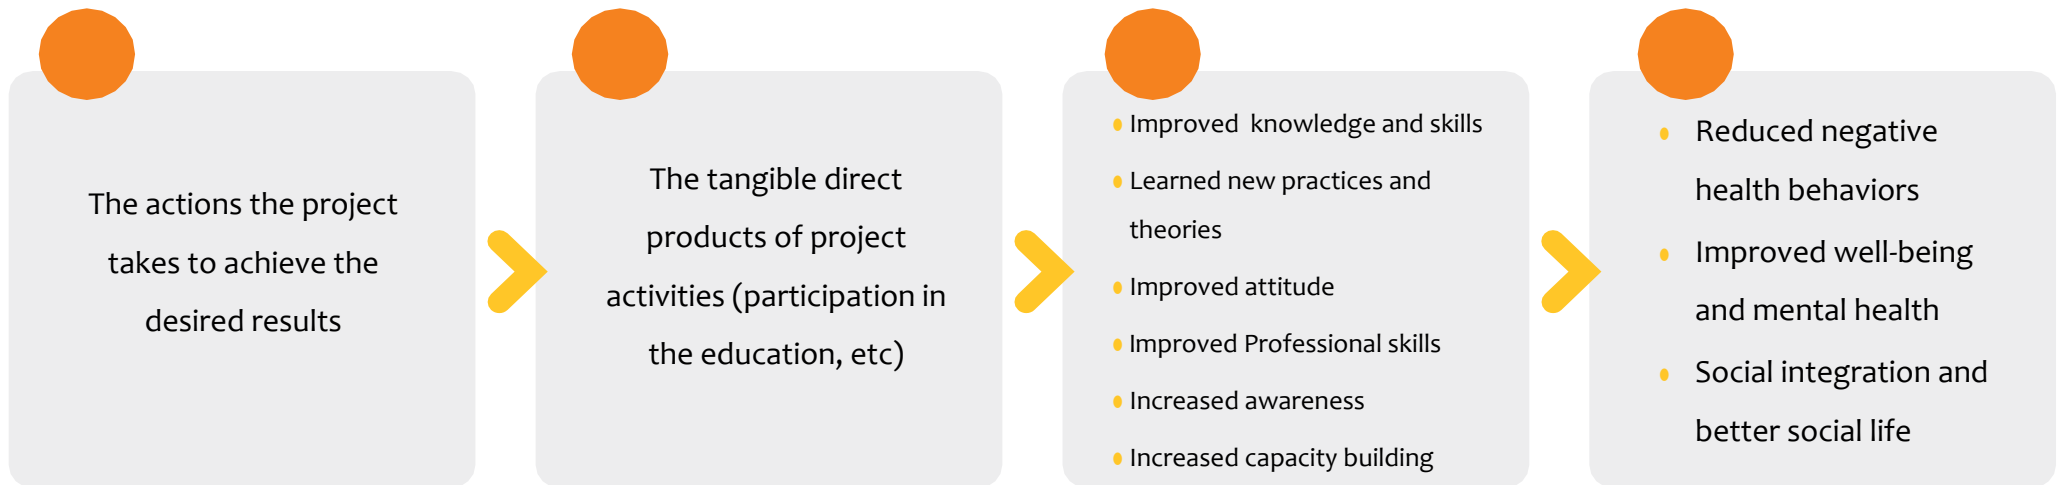 The actions the project
takes to achieve the
desired results
The tangible direct
products of project
activities (participation in
the education, etc)
Improved knowledge and skills
Learned new practices and
theories
Improved attitude
Improved Professional skills
Increased awareness
Increased capacity building
Reduced negative
health behaviors
Improved well-being
and mental health
Social integration and
better social life